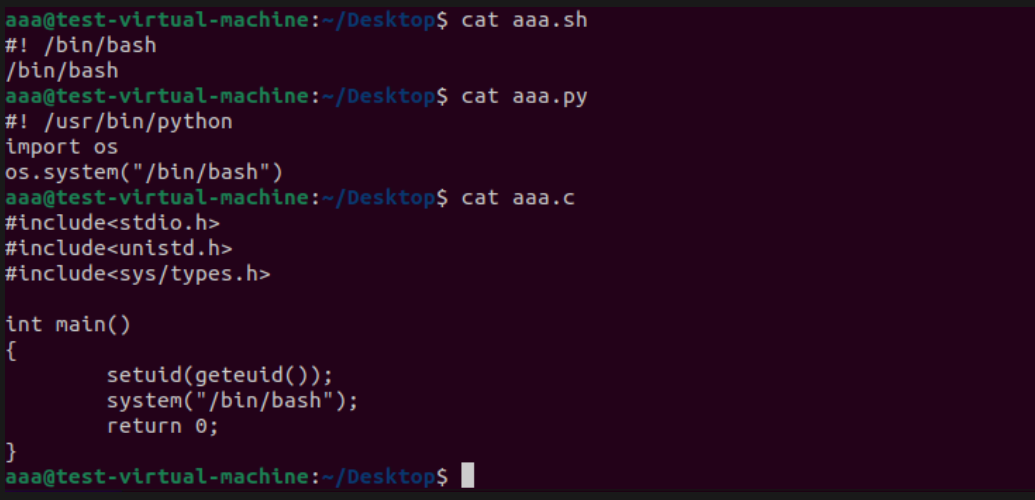 aaa@test-virtual-machine:~/Desktop$ cat aaa.sh
#! /bin/bash
/bin/bash
aaa@test-virtual-machine:~/Desktop$ cat aaa.py
#! /usr/bin/python
import os
os.system("/bin/bash")
aaa@test-virtual-machine:~/Desktop$ cat aaa.c
#include<stdio.h>
#include<unistd.h>
#include<sys/types.h>

int main()
{
        setuid(geteuid());
        system("/bin/bash");
        return 0;
}
aaa@test-virtual-machine:~/Desktop$